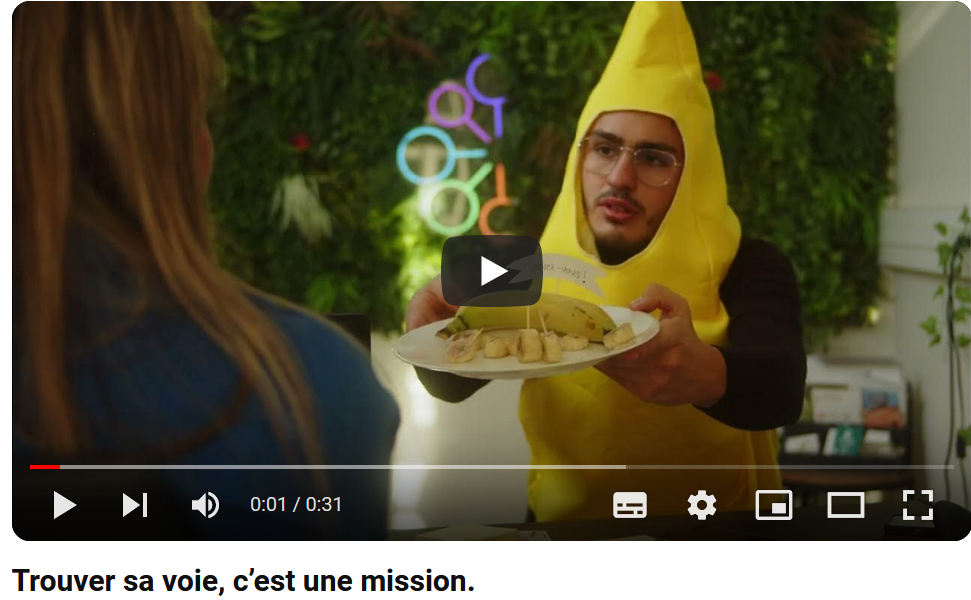 0:01 / 0:31
Trouver sa voie, c’est une mission.